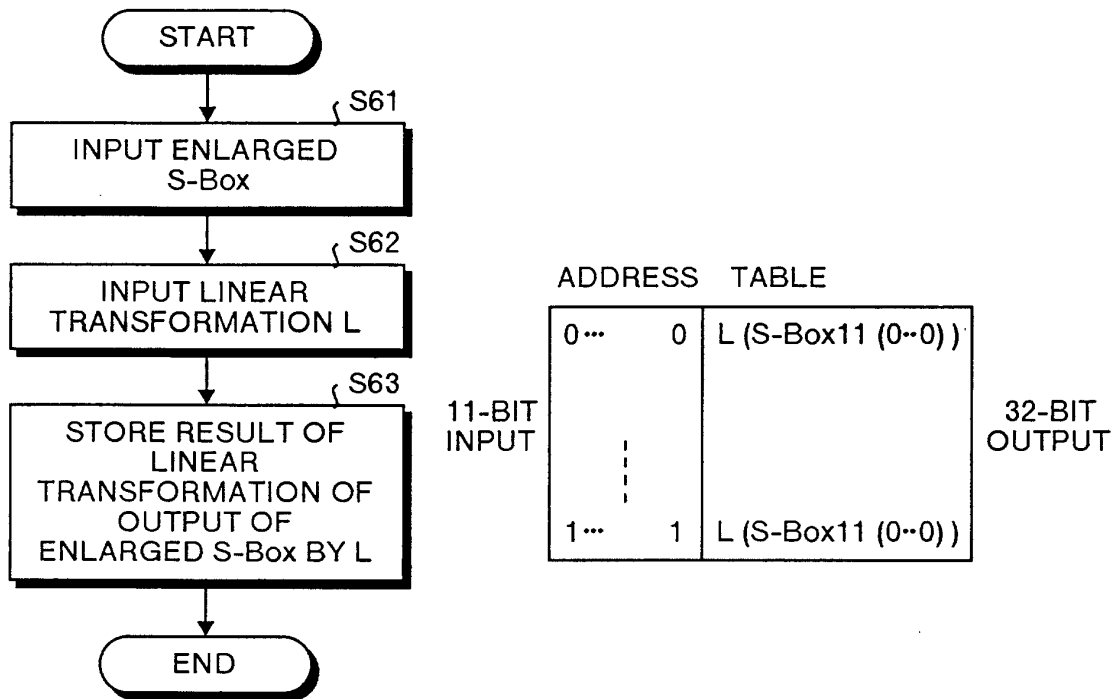 START
S61
INPUT ENLARGED
S-Box
S62
INPUT LINEAR
TRANSFORMATION L
S63
STORE RESULT OF
LINEAR
TRANSFORMATION OF
OUTPUT OF
ENLARGED S-Box BY L
END
ADDRESS TABLE
0··· 0 L (S-Box11 (0··0) )
11-BIT
INPUT
32-BIT
OUTPUT
1··· 1 L (S-Box11 (0··0) )